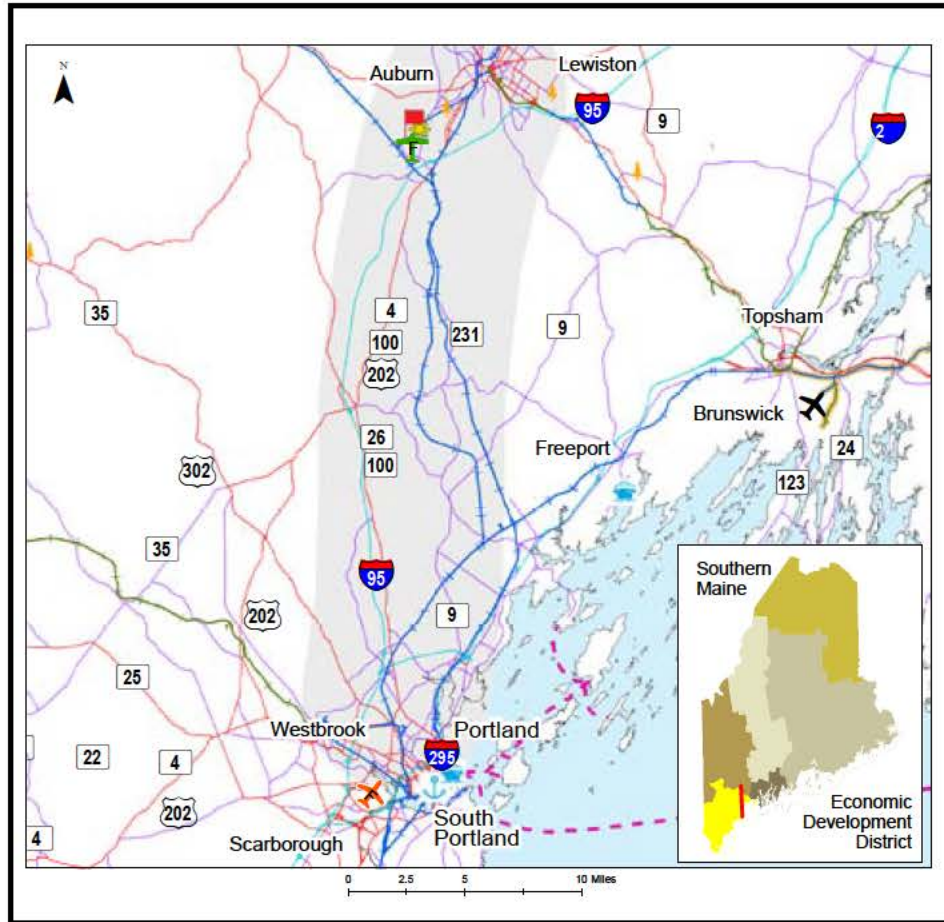 N
Auburn
Lewiston
95
9
2
F
35
4
231
9
100
202
Topsham
Brunswick
26
Freeport
24
302
100
123
35
95
Southern
Maine
202
9
25
Westbrook
Portland
22
4
295
F
202
South
Portland
4
Scarborough
Economic
Development
District
0 2.5 5 10 Miles